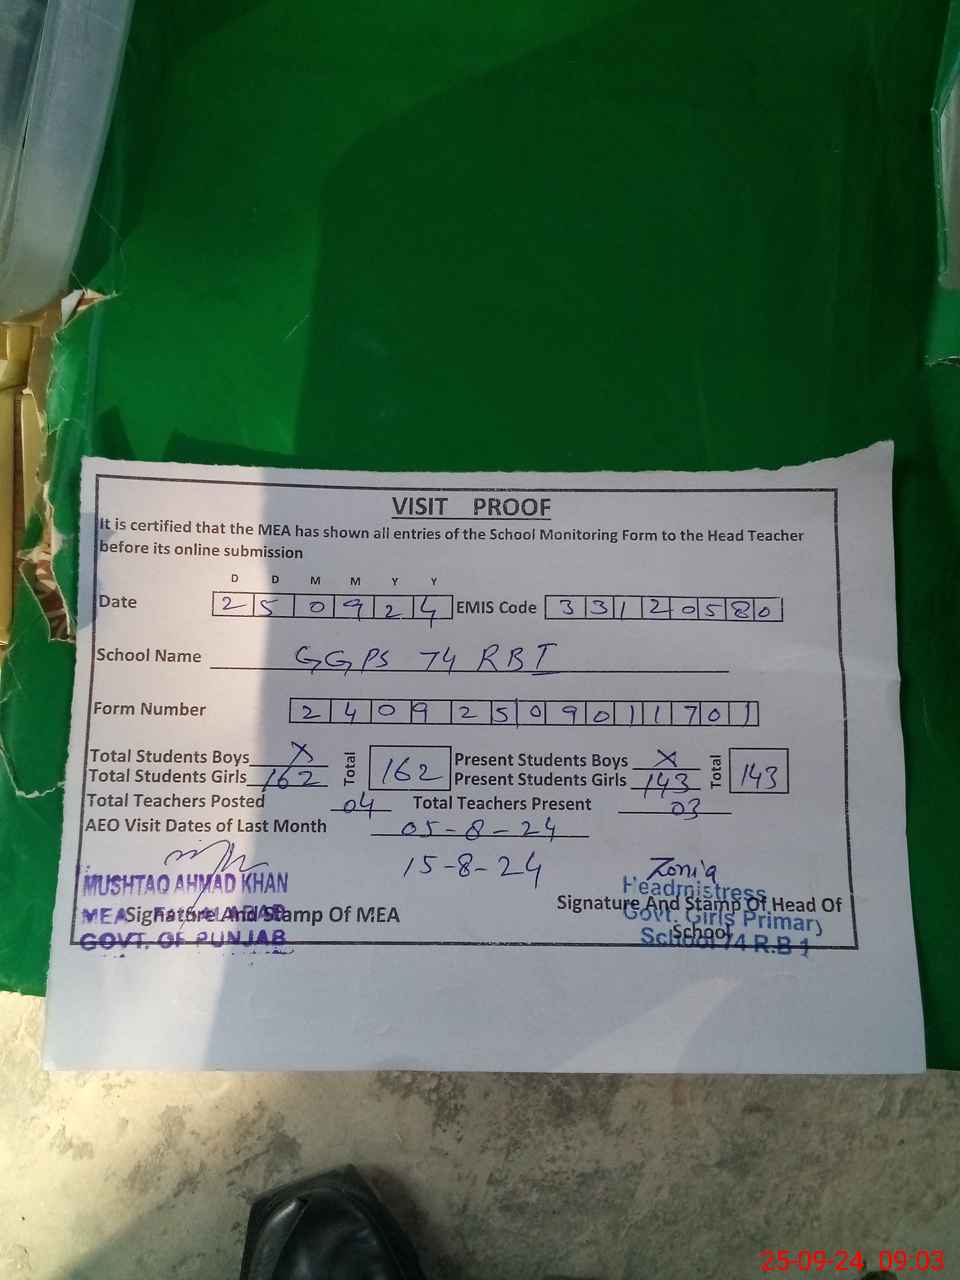 VISIT PROOF
It is certified that the MEA has shown all entries of the School Monitoring Form to the Head Teacher
before its online submission
D D M M Y Y
Date 2 5 0 9 2 4 EMIS Code 3 3 1 2 0 5 8 0
School Name GGPS 74 RB I
Form Number 2 4 0 9 2 5 0 9 0 1 1 7 0 1
Total Students Boys X Total 162 Present Students Boys X Total 143
Total Students Girls 162 Present Students Girls 143
Total Teachers Posted 04 Total Teachers Present 03
AEO Visit Dates of Last Month 05-8-24
15-8-24
Zonia
MUSHTAQ AHMAD KHAN
MEA FAISALABAD
GOVT. OF PUNJAB
Signature And Stamp Of MEA
Headmistress
Govt. Girls Primary
School 74 R.B 1
Signature And Stamp Of Head Of
School
25-09-24 09:03